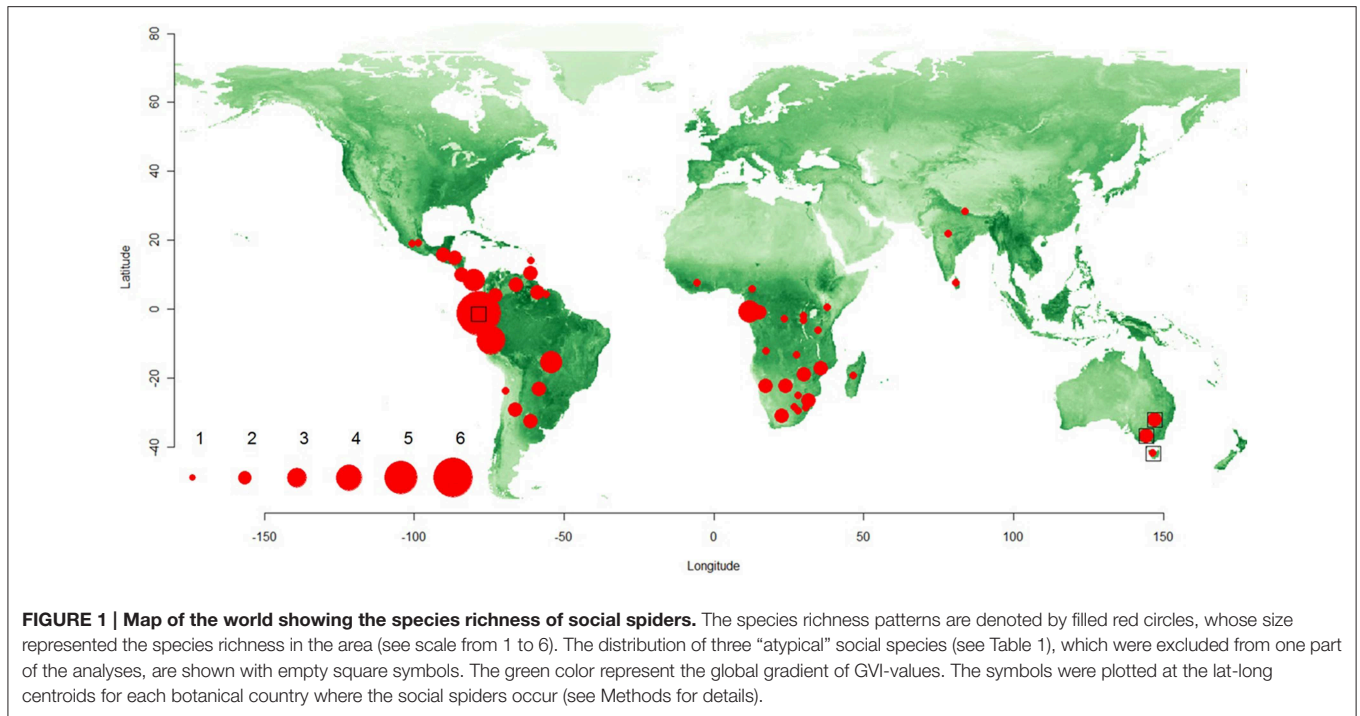 80
60
40
20
0
-20
-40
Latitude
1 2 3 4 5 6
-150 -100 -50 0 50 100 150
Longitude
FIGURE 1 | Map of the world showing the species richness of social spiders. The species richness patterns are denoted by filled red circles, whose size
represented the species richness in the area (see scale from 1 to 6). The distribution of three “atypical” social species (see Table 1), which were excluded from one part
of the analyses, are shown with empty square symbols. The green color represent the global gradient of GVI-values. The symbols were plotted at the lat-long
centroids for each botanical country where the social spiders occur (see Methods for details).